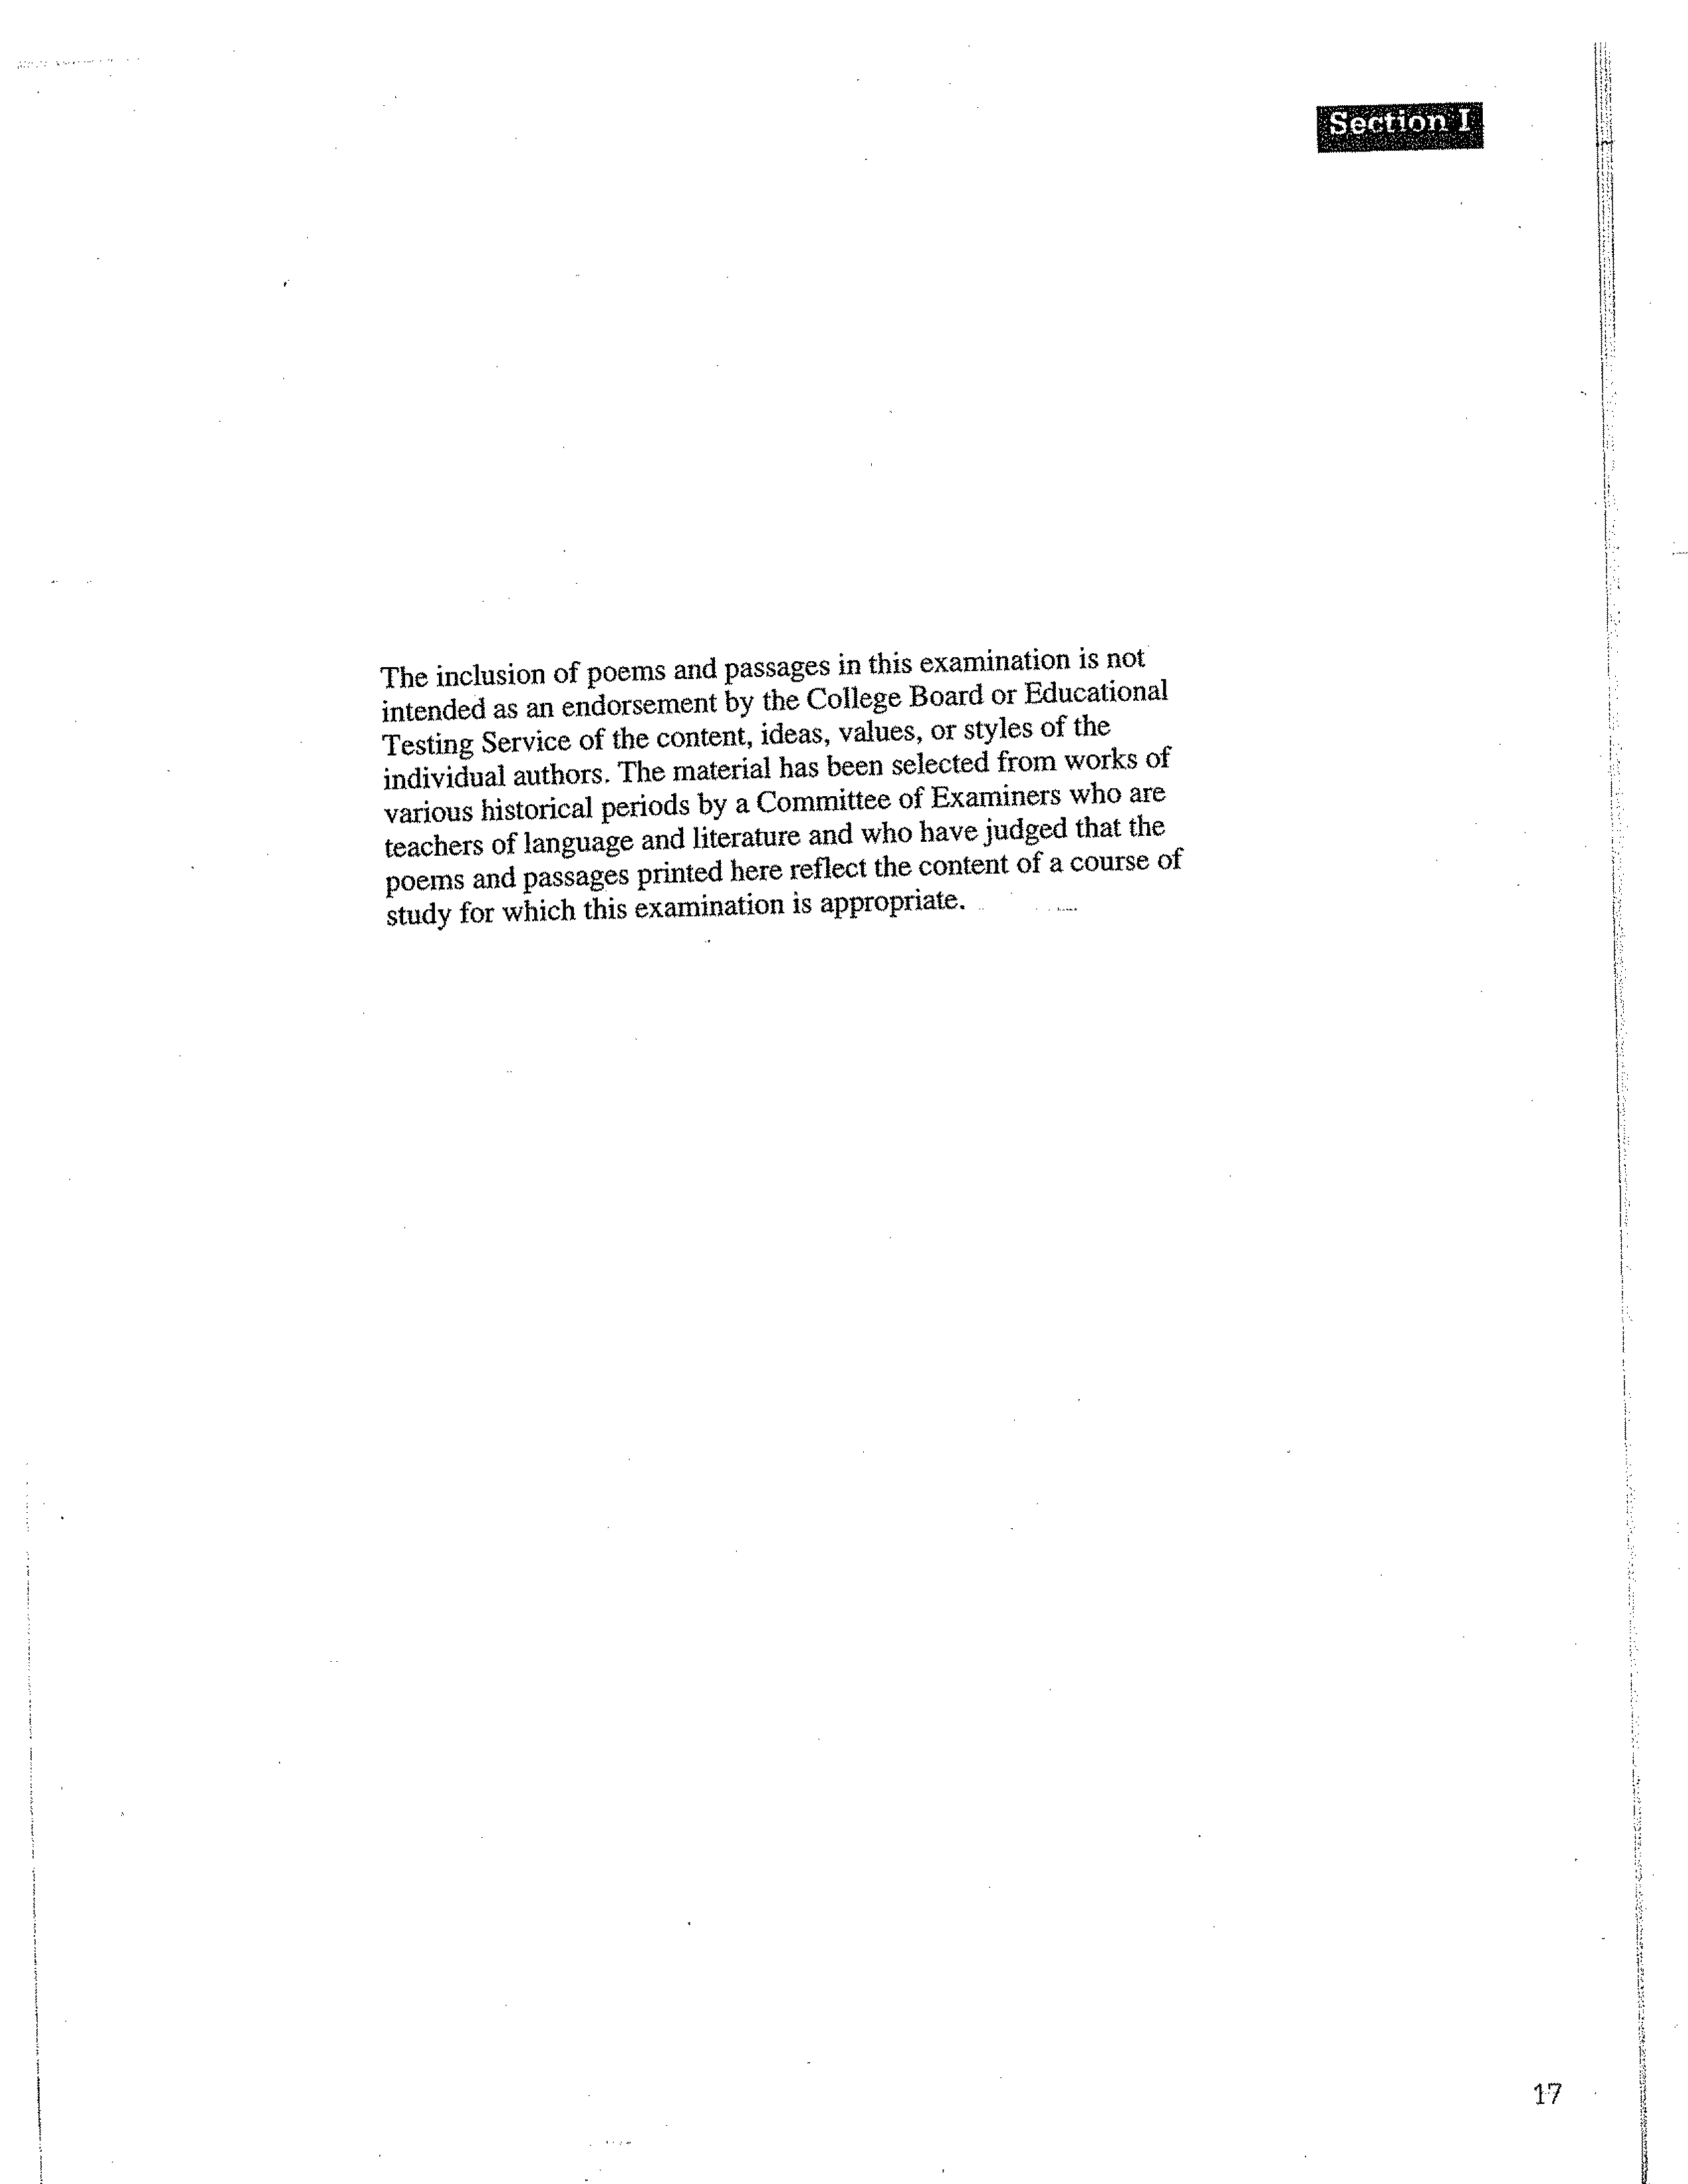 Section I
The inclusion of poems and passages in this examination is not
intended as an endorsement by the College Board or Educational
Testing Service of the content, ideas, values, or styles of the
individual authors. The material has been selected from works of
various historical periods by a Committee of Examiners who are
teachers of language and literature and who have judged that the
poems and passages printed here reflect the content of a course of
study for which this examination is appropriate.
17